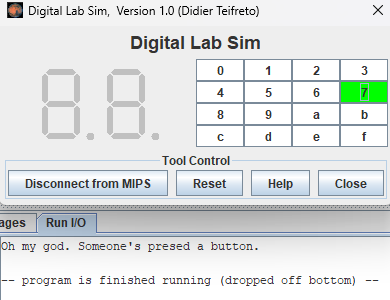 Digital Lab Sim, Version 1.0 (Didier Teifreto)
Digital Lab Sim
0 1 2 3
4 5 6 7
8 9 a b
c d e f
Tool Control
Disconnect from MIPS Reset Help Close
ages Run I/O
Oh my god. Someone's presed a button.
-- program is finished running (dropped off bottom) --